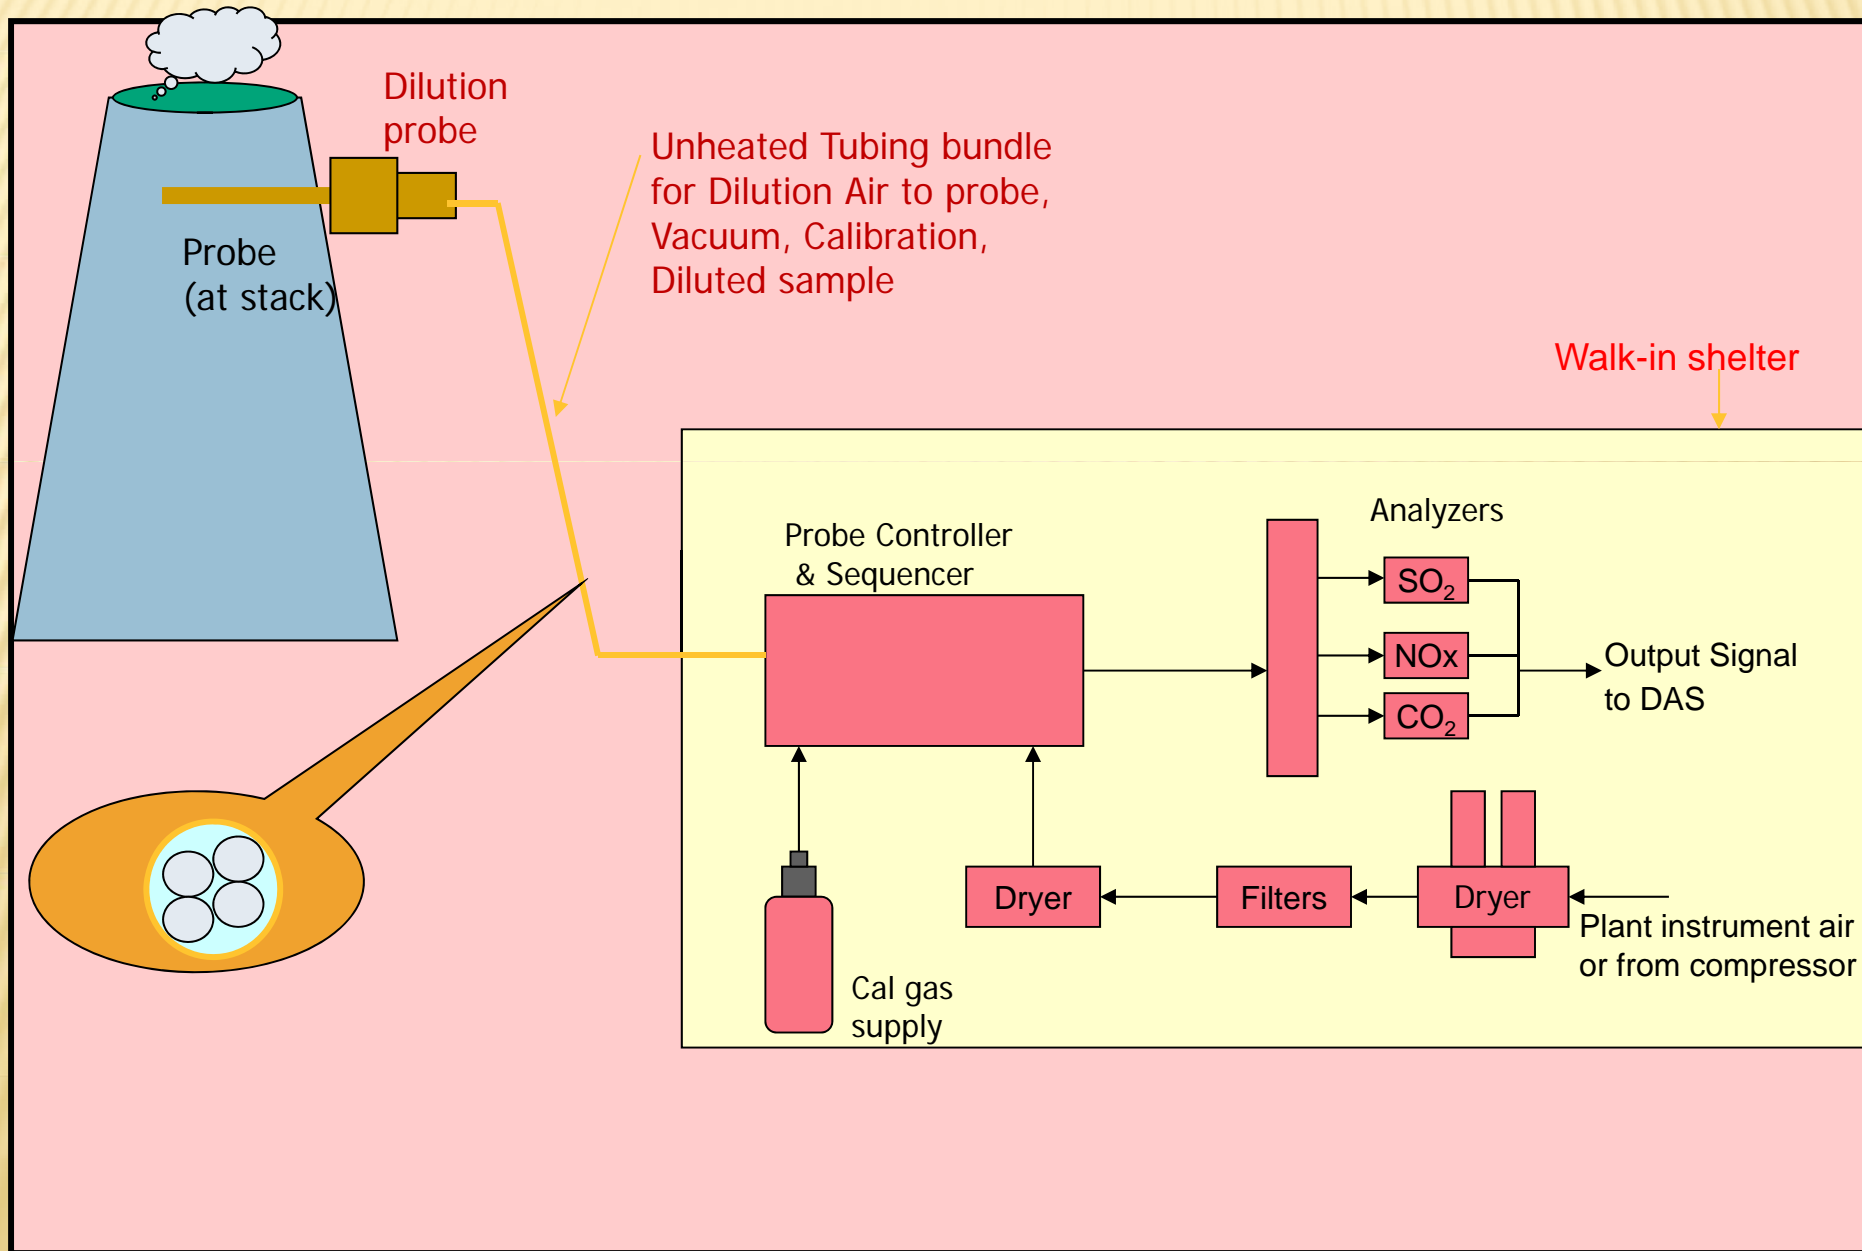 Dilution
probe
Unheated Tubing bundle
for Dilution Air to probe,
Vacuum, Calibration,
Diluted sample
Probe
(at stack)
Walk-in shelter
Analyzers
Probe Controller
& Sequencer
SO₂
NOx
CO₂
Output Signal
to DAS
Dryer
Filters
Dryer
Plant instrument air
or from compressor
Cal gas
supply